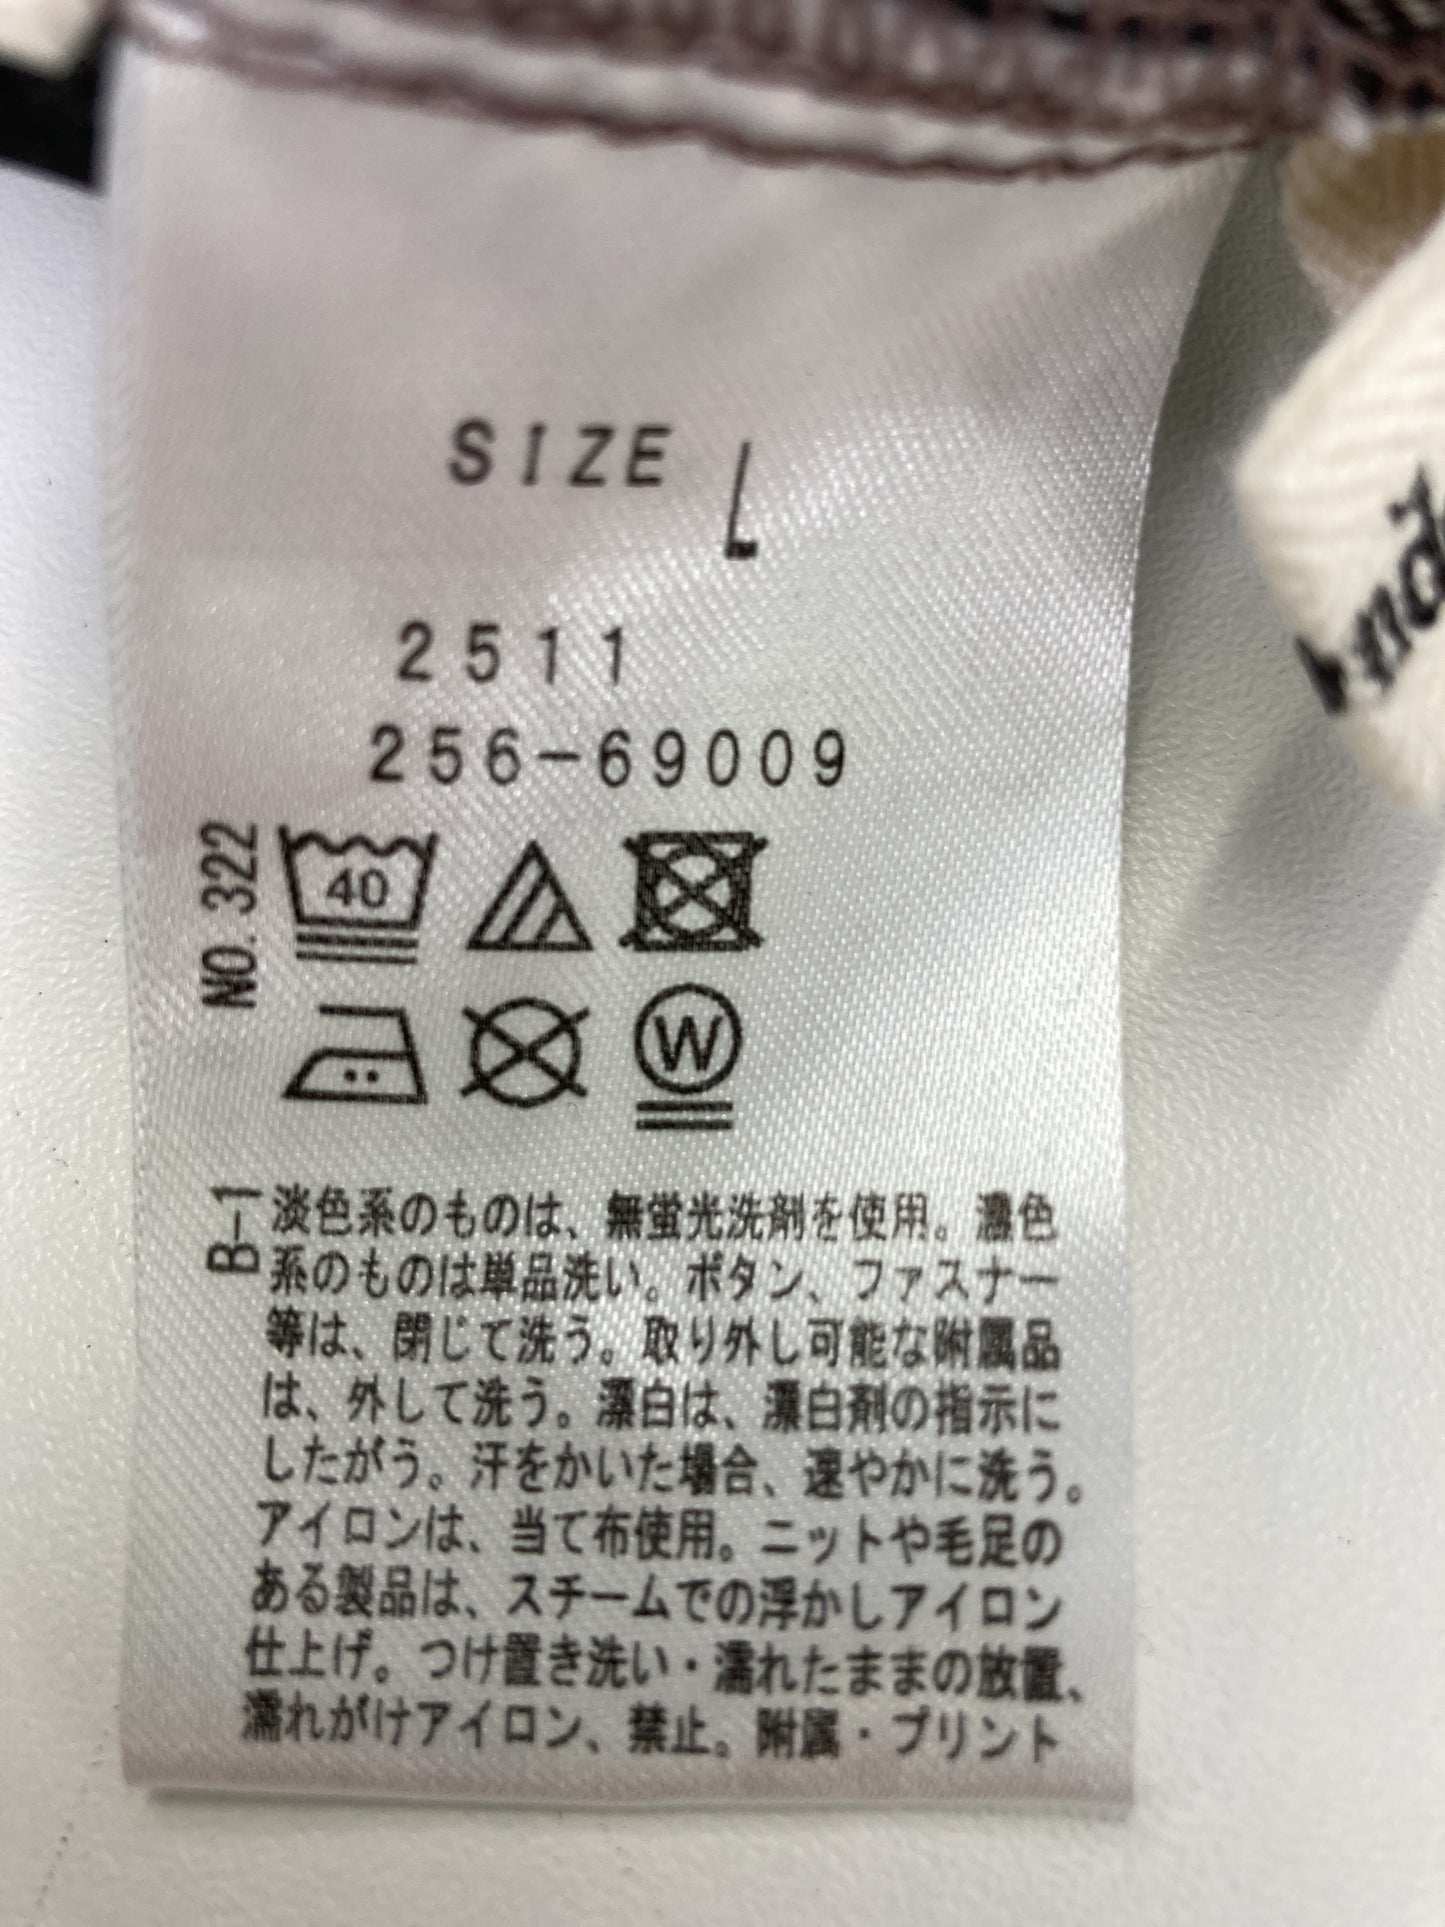 SIZE L
2511
256-69009
NO. 322
40
W
B-1
淡色系のものは、無蛍光洗剤を使用。濃色
系のものは単品洗い。ボタン、ファスナー
等は、閉じて洗う。取り外し可能な附属品
は、外して洗う。漂白は、漂白剤の指示に
したがう。汗をかいた場合、速やかに洗う。
アイロンは、当て布使用。ニットや毛足の
ある製品は、スチームでの浮かしアイロン
仕上げ。つけ置き洗い・濡れたままの放置、
濡れがけアイロン、禁止。附属・プリント